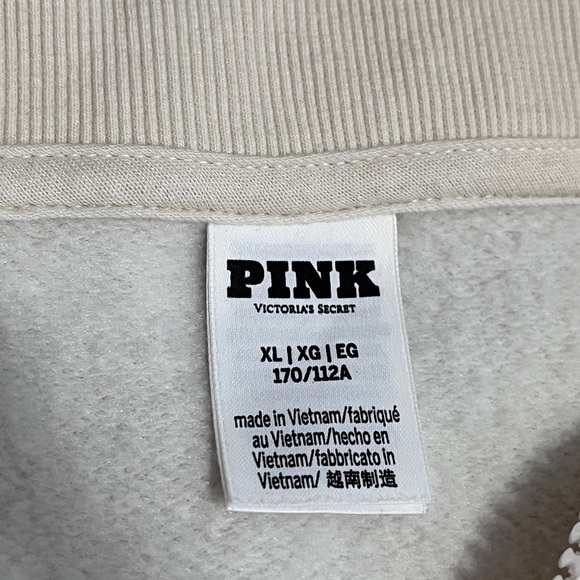 PINK
VICTORIA'S SECRET
XL | XG | EG
170/112A
made in Vietnam/fabriqué
au Vietnam/hecho en
Vietnam/fabbricato in
Vietnam/ 越南制造